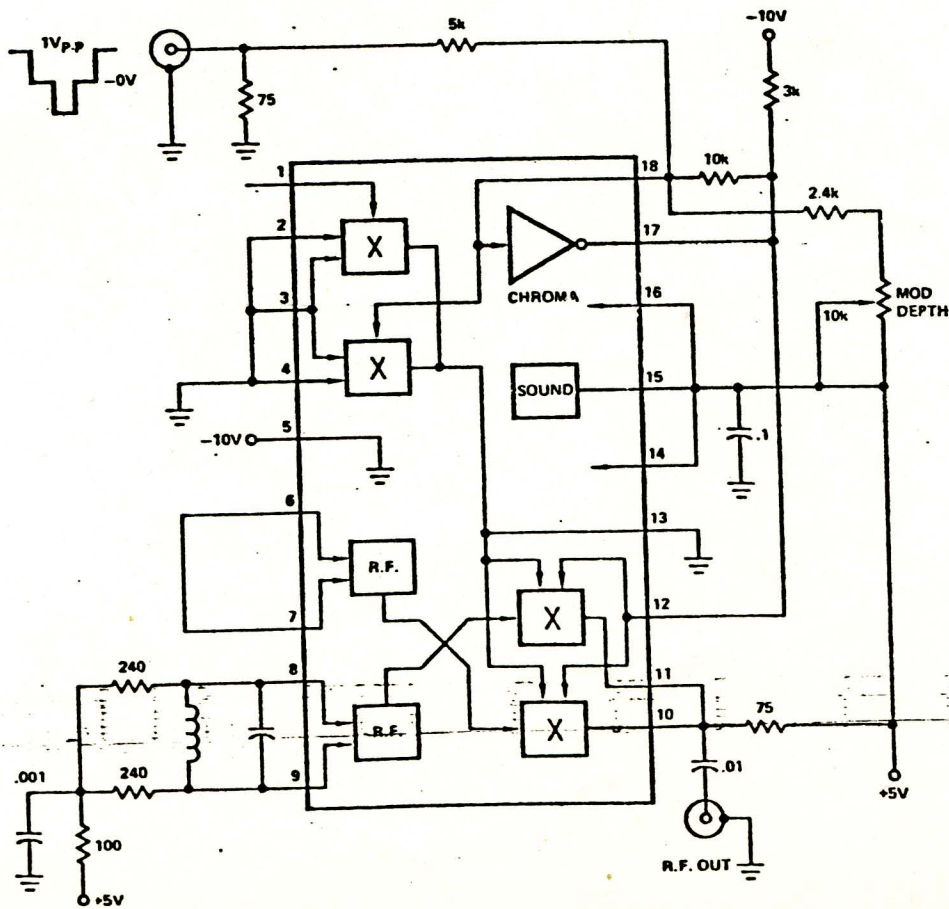 1VP-P
-0V
75
5k
-10V
3k
1
18
10k
2.4k
2
X
17
CHROMA
16
MOD
DEPTH
10k
3
4
X
SOUND
15
.1
-10V
5
14
6
13
R.F.
7
X
12
240
8
11
R.F.
X
10
75
.001
240
9
.01
+5V
100
+5V
R.F. OUT